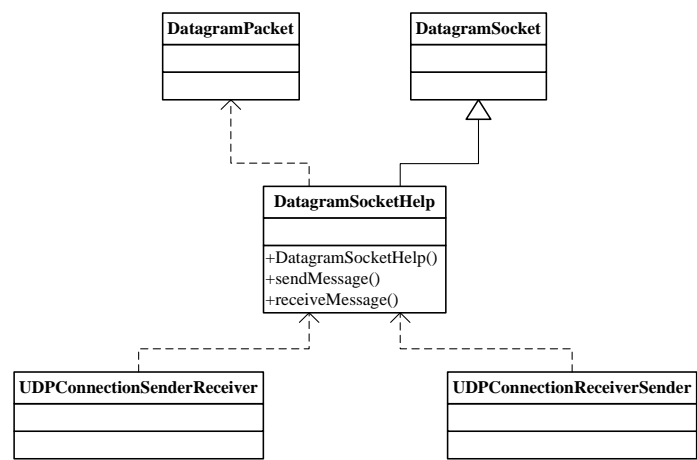 DatagramPacket
DatagramSocket
DatagramSocketHelp
+DatagramSocketHelp()
+sendMessage()
+receiveMessage()
UDPConnectionSenderReceiver
UDPConnectionReceiverSender